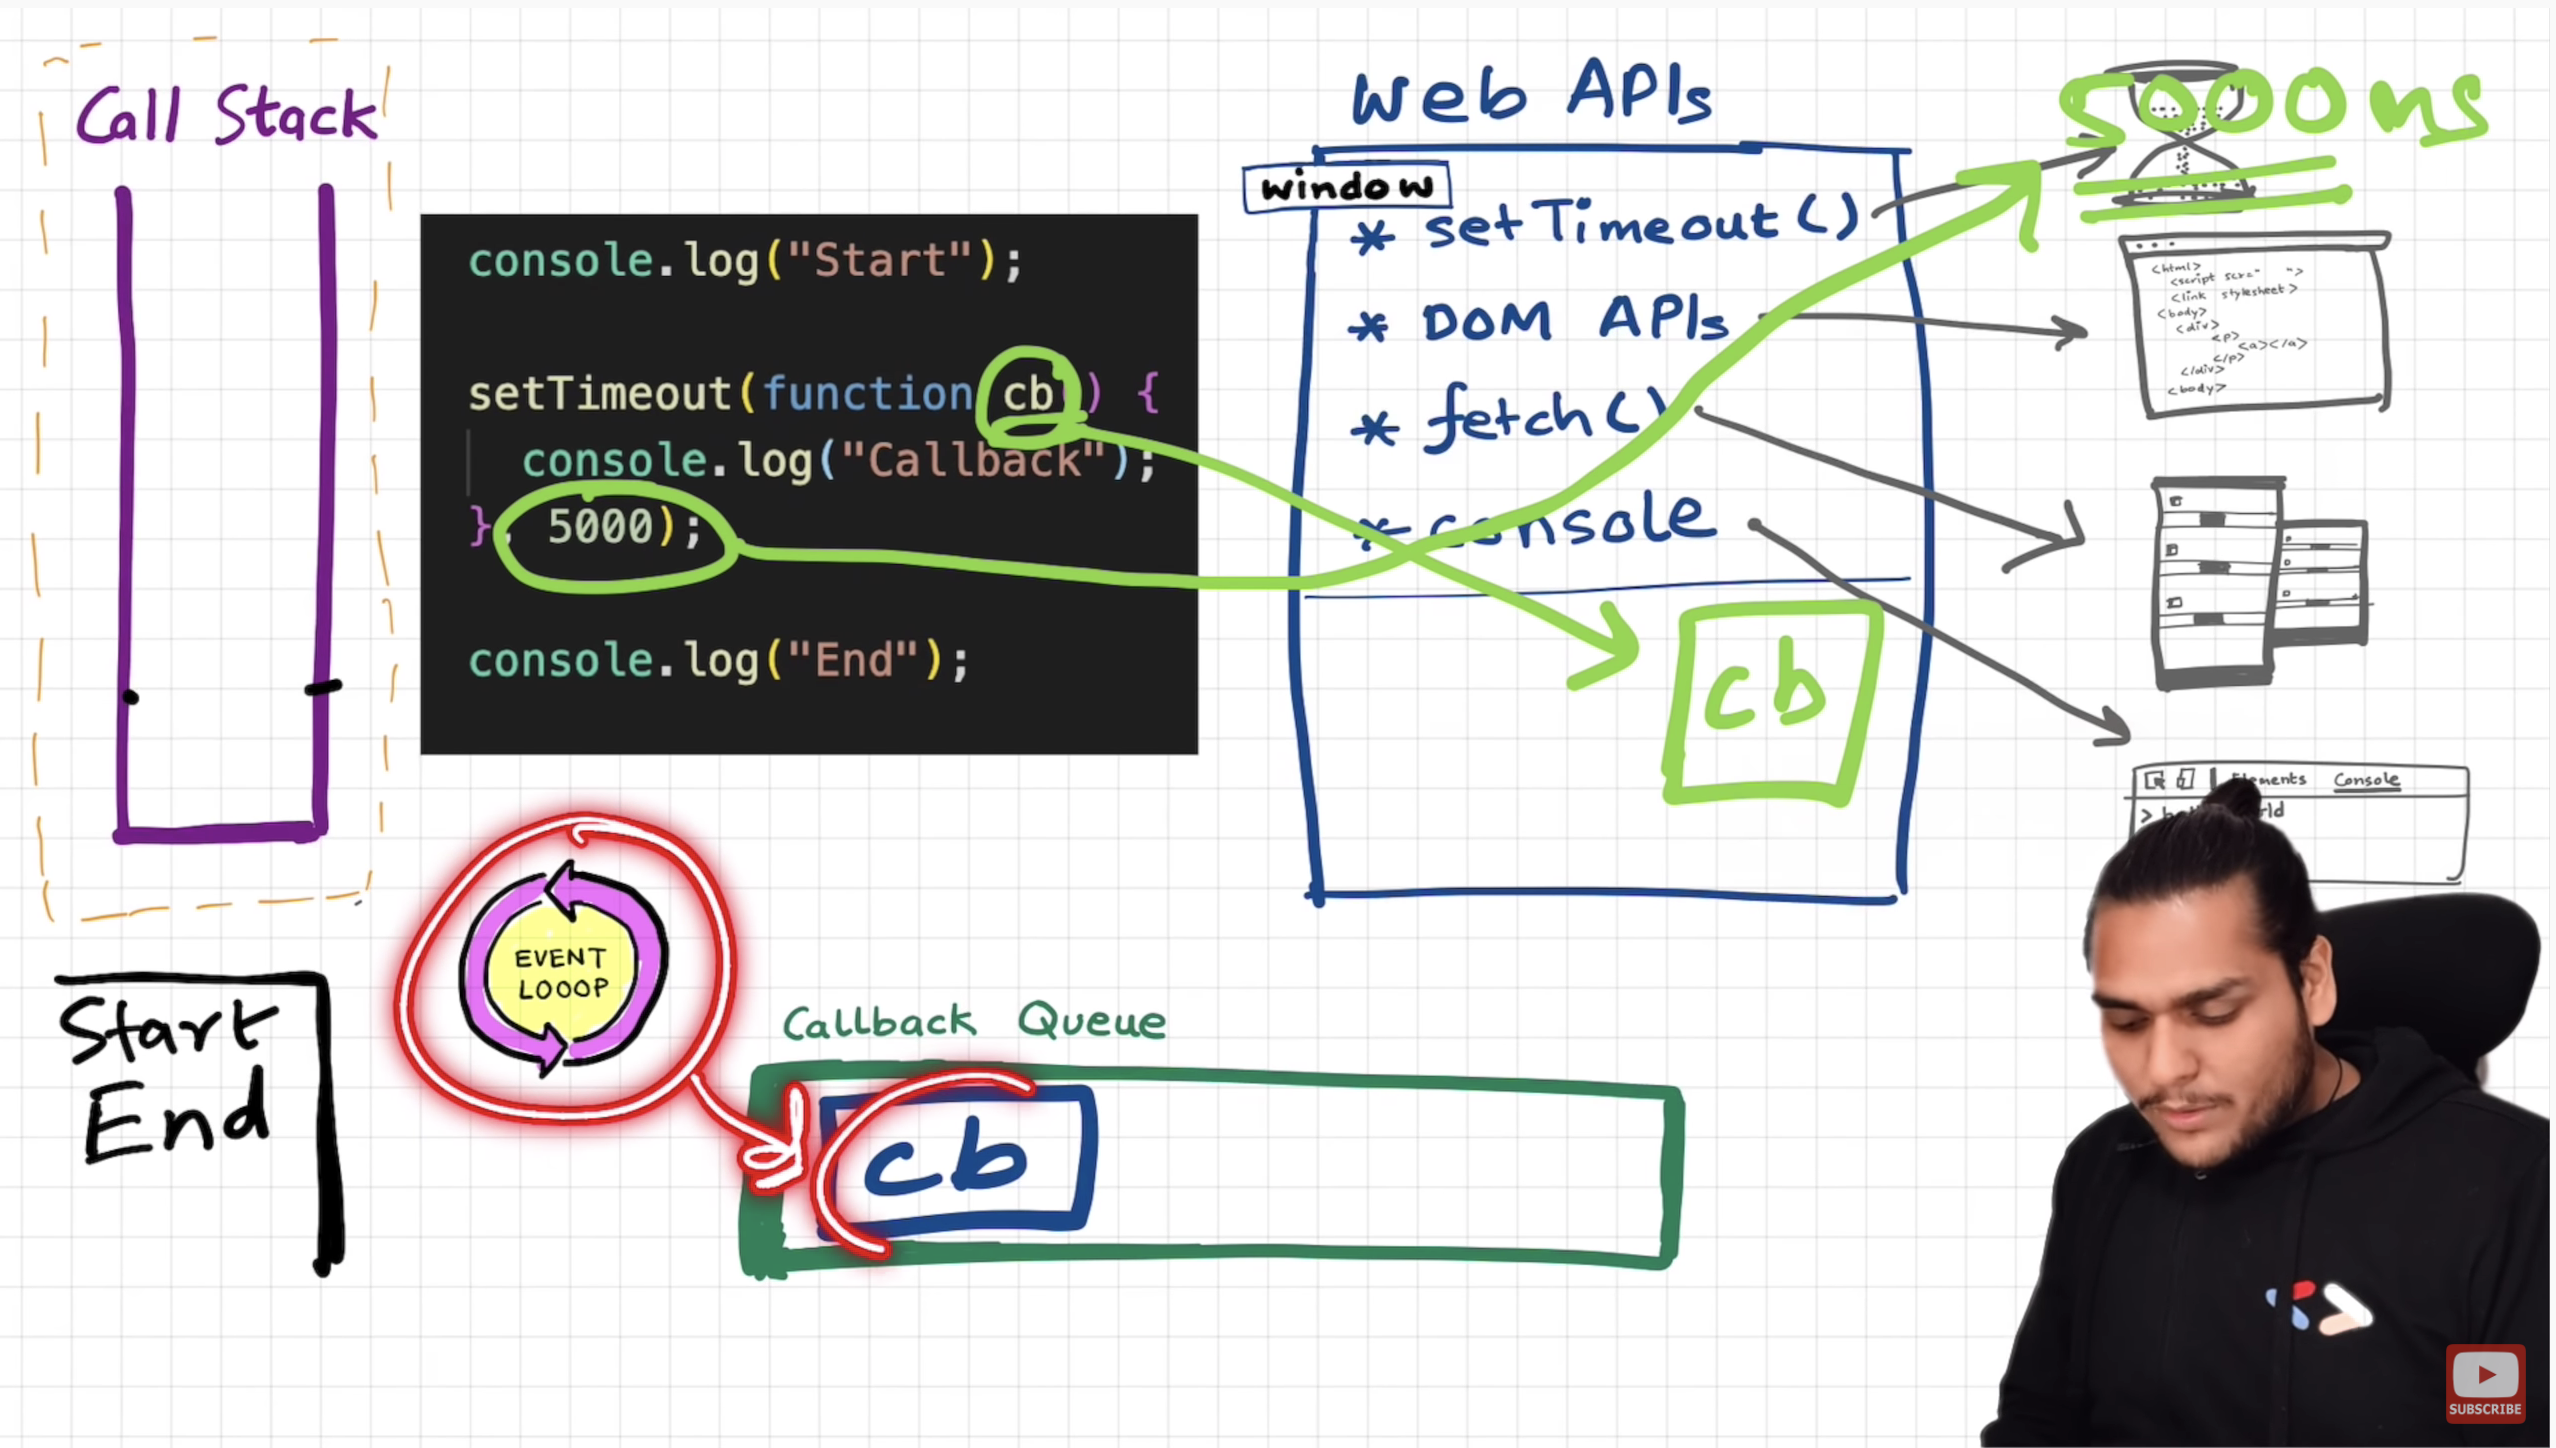 Call Stack
console.log("Start");
setTimeout(function cb() {
console.log("Callback");
}, 5000);
console.log("End");
Web APIs
window
* setTimeout()
* DOM APIs
* fetch()
* console
cb
5000ms
<html>
<script scr=" ">
<link stylesheet>
<body>
<div>
<p>
<a></a>
</p>
</div>
<body>
Console
>
EVENT
LOOOP
Start
End
Callback Queue
cb
SUBSCRIBE